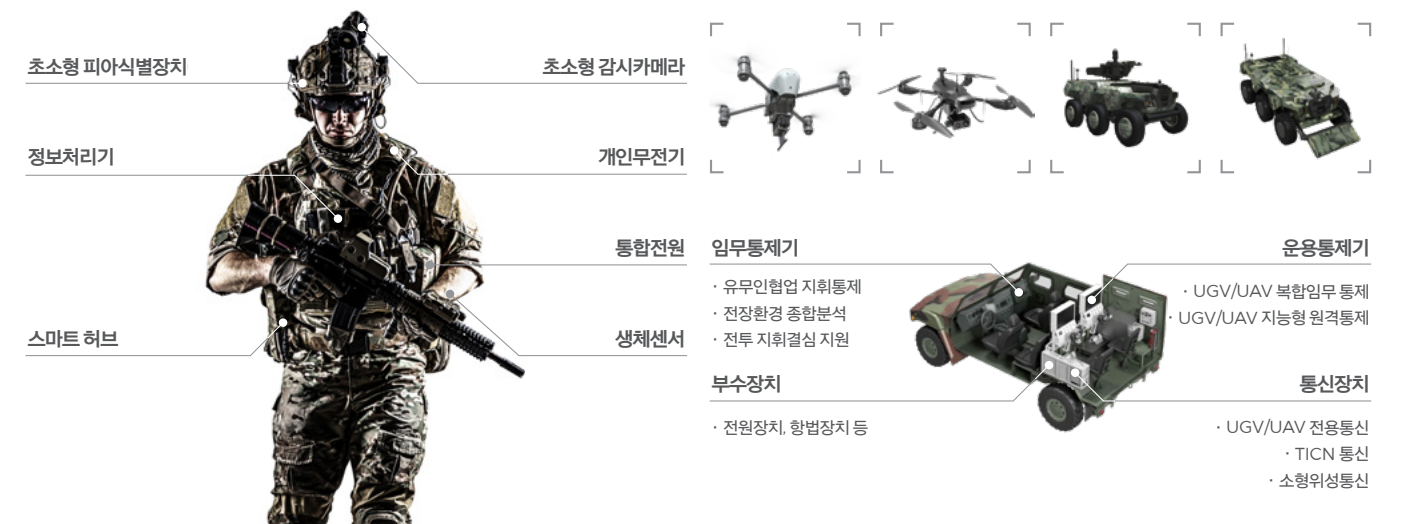 초소형 피아식별장치
초소형 감시카메라
정보처리기
개인무전기
통합전원
스마트 허브
생체센서
임무통제기
· 유무인협업 지휘통제
· 전장환경 종합분석
· 전투 지휘결심 지원
운용통제기
· UGV/UAV 복합임무 통제
· UGV/UAV 지능형 원격통제
부수장치
· 전원장치, 항법장치 등
통신장치
· UGV/UAV 전용통신
· TICN 통신
· 소형위성통신